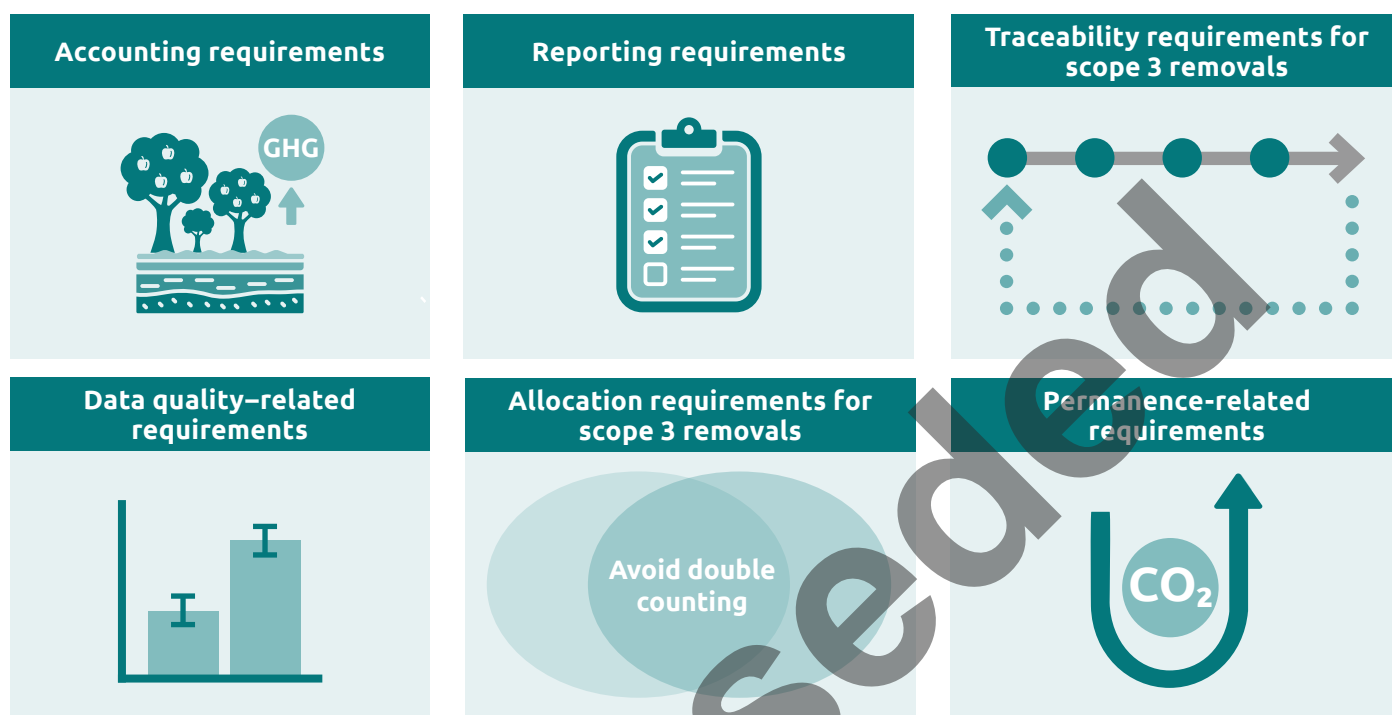 Accounting requirements
GHG
Reporting requirements
Traceability requirements for
scope 3 removals
Data quality–related
requirements
Allocation requirements for
scope 3 removals
Avoid double
counting
Permanence-related
requirements
CO₂
seded